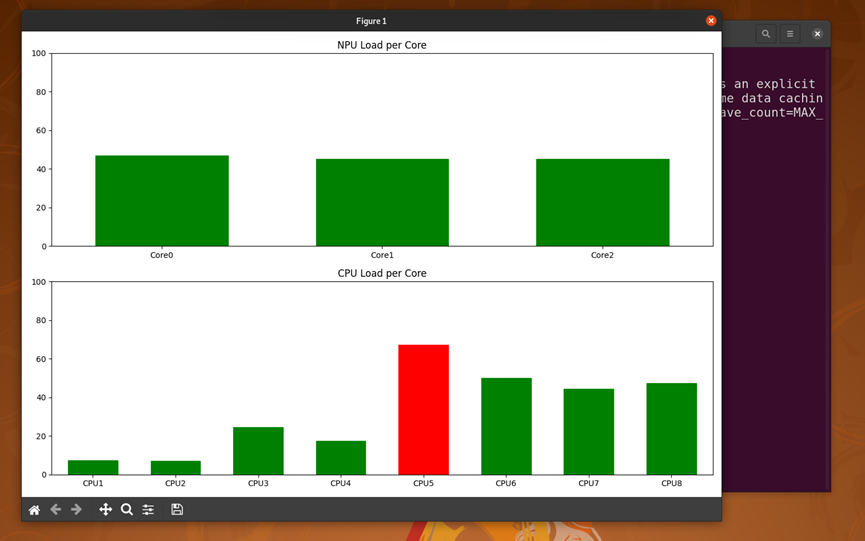 Figure 1
s an explicit
me data cachin
ave_count=MAX_
NPU Load per Core
100
80
60
40
20
0
Core0 Core1 Core2
CPU Load per Core
100
80
60
40
20
0
CPU1 CPU2 CPU3 CPU4 CPU5 CPU6 CPU7 CPU8